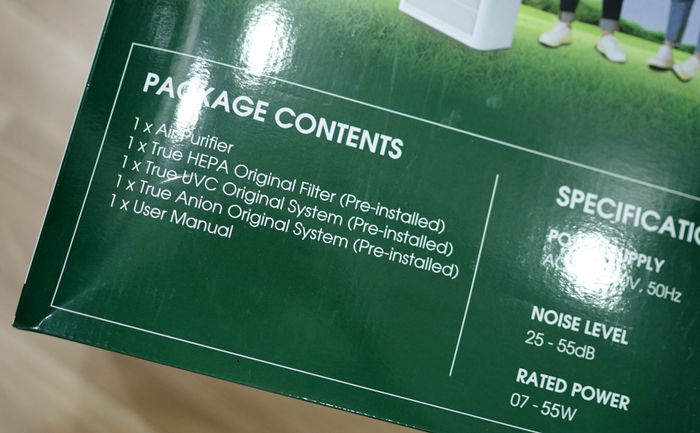 PACKAGE CONTENTS
1 x Air Purifier
1 x True HEPA Original Filter (Pre-installed)
1 x True UVC Original System (Pre-installed)
1 x True Anion Original System (Pre-installed)
1 x User Manual
NOISE LEVEL
25 - 55dB
RATED POWER
07 - 55W
50Hz